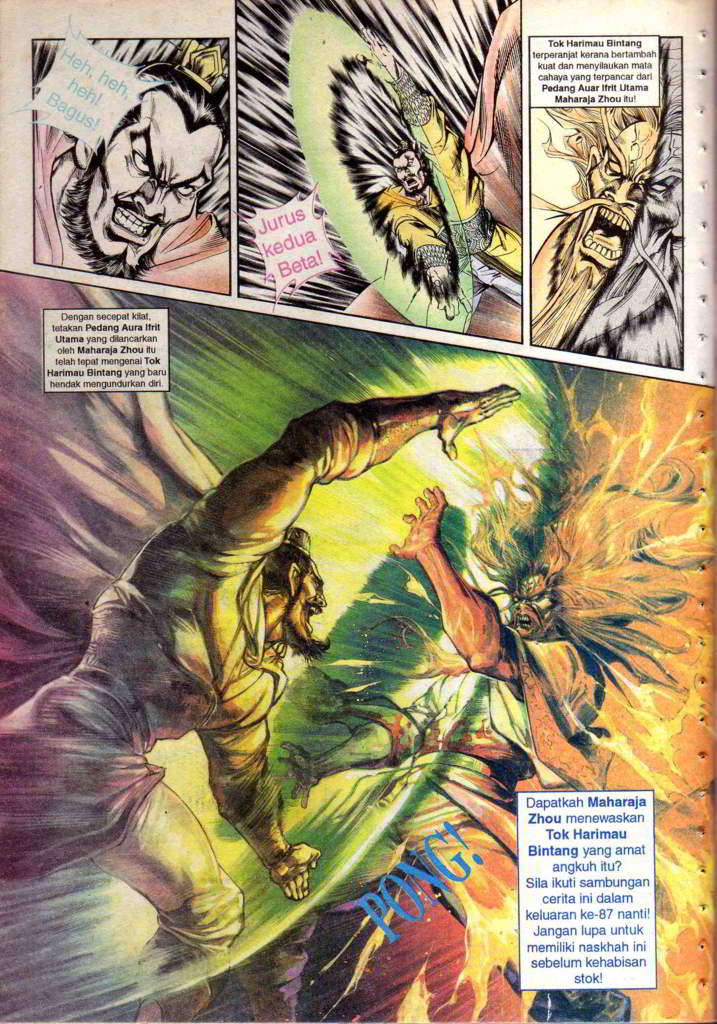 Heh, heh,
heh!
Bagus!
Jurus
kedua
Beta!
Tok Harimau Bintang
terperanjat kerana bertambah
kuat dan menyilaukan mata
cahaya yang terpancar dari
Pedang Auar Ifrit Utama
Maharaja Zhou itu!
Dengan secepat kilat,
tetakan Pedang Aura Ifrit
Utama yang dilancarkan
oleh Maharaja Zhou itu
telah tepat mengenai Tok
Harimau Bintang yang baru
hendak mengundurkan diri.
PONG!
Dapatkah Maharaja
Zhou menewaskan
Tok Harimau
Bintang yang amat
angkuh itu?
Sila ikuti sambungan
cerita ini dalam
keluaran ke-87 nanti!
Jangan lupa untuk
memiliki naskhah ini
sebelum kehabisan
stok!